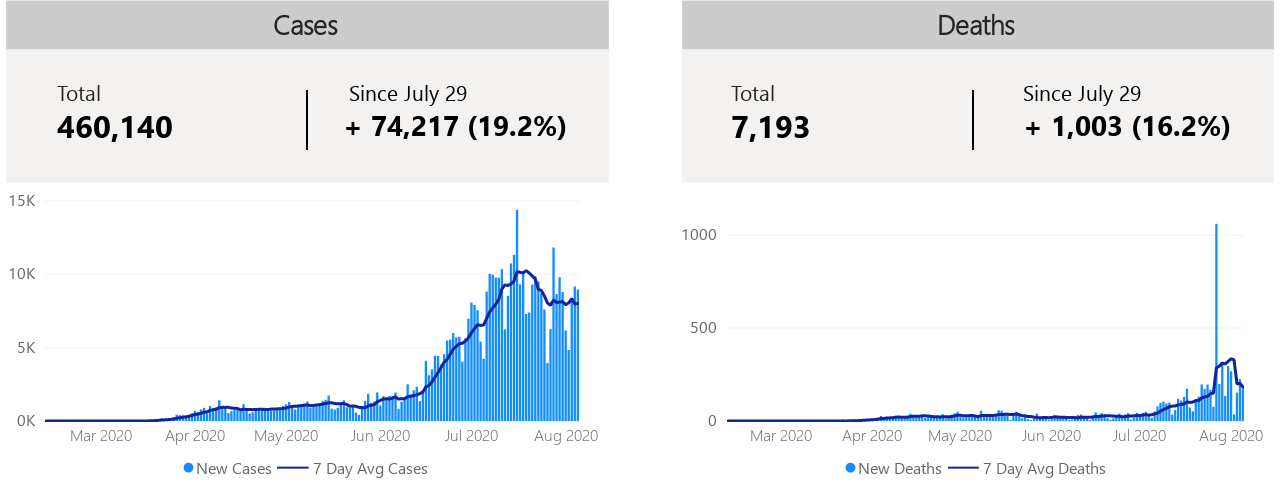 Cases
Total
460,140
Since July 29
+ 74,217 (19.2%)
15K
10K
5K
0K
Mar 2020 Apr 2020 May 2020 Jun 2020 Jul 2020 Aug 2020
New Cases 7 Day Avg Cases
Deaths
Total
7,193
Since July 29
+ 1,003 (16.2%)
1000
500
0
Mar 2020 Apr 2020 May 2020 Jun 2020 Jul 2020 Aug 2020
New Deaths 7 Day Avg Deaths